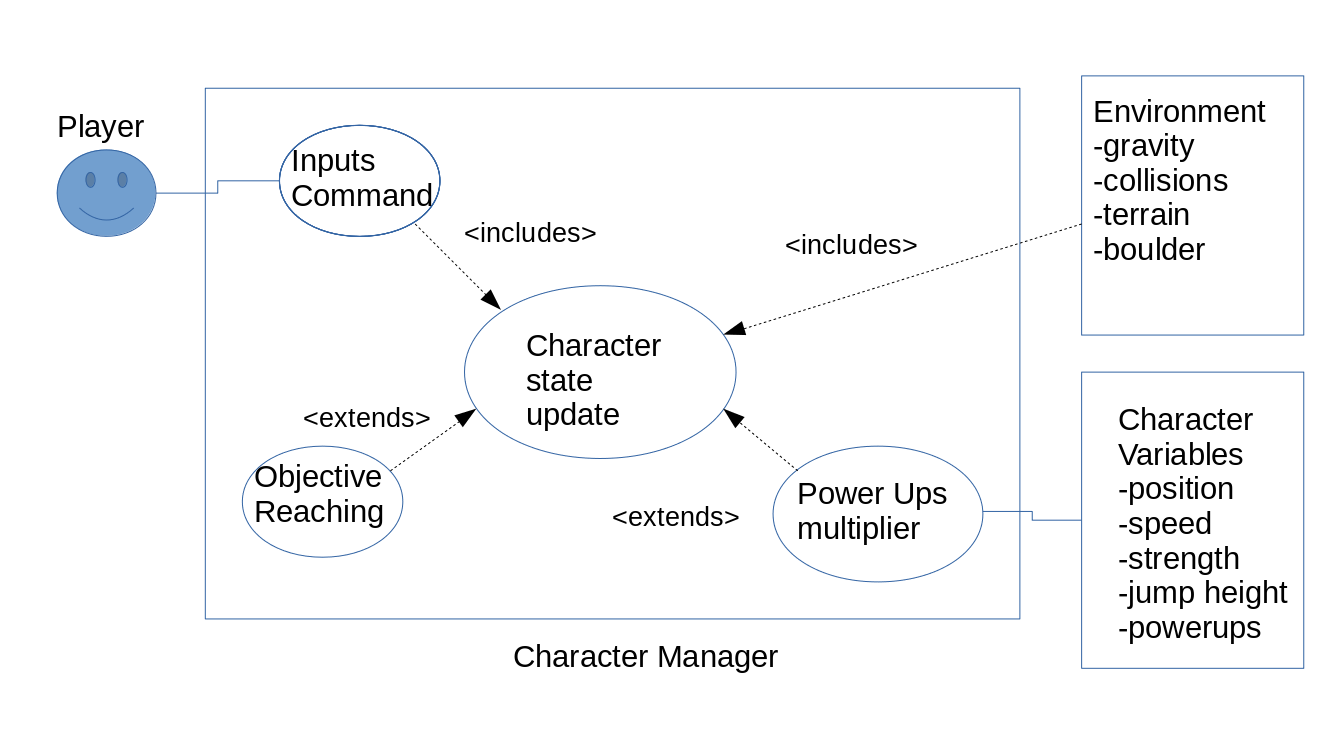 Player
Inputs
Command
<includes>
<includes>
Environment
-gravity
-collisions
-terrain
-boulder
Character
state
update
<extends>
Objective
Reaching
<extends>
Power Ups
multiplier
Character
Variables
-position
-speed
-strength
-jump height
-powerups
Character Manager